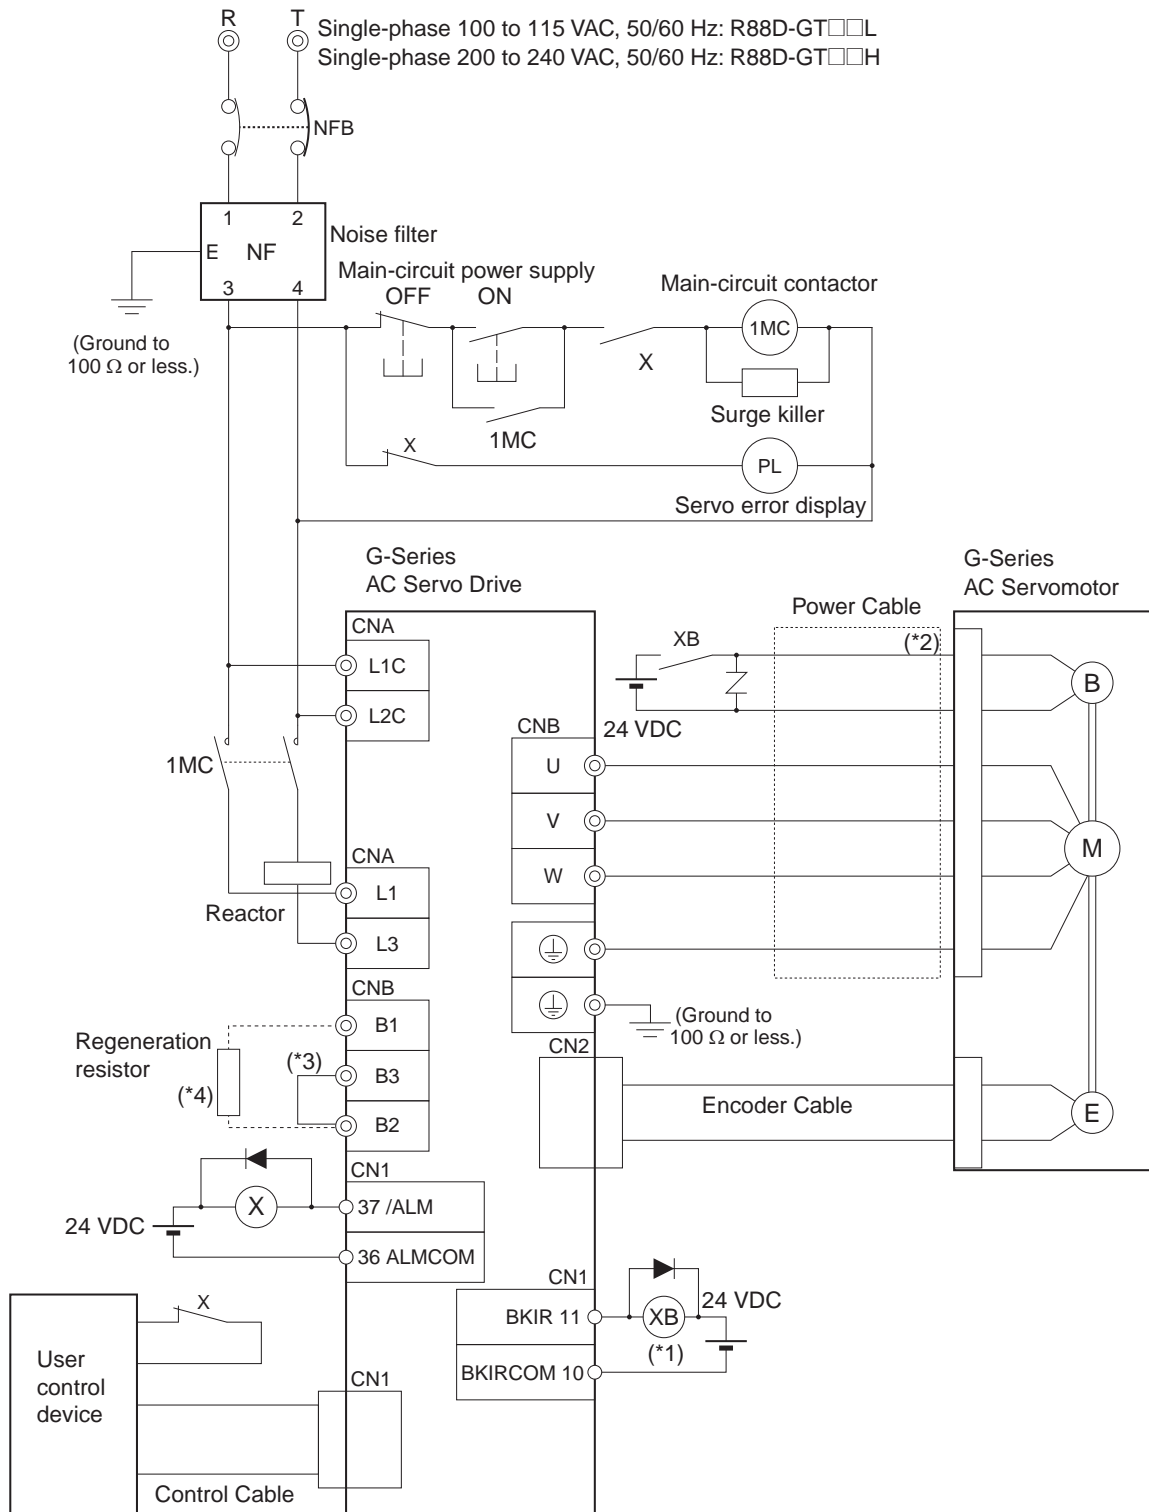 R T
Single-phase 100 to 115 VAC, 50/60 Hz: R88D-GT□□L
Single-phase 200 to 240 VAC, 50/60 Hz: R88D-GT□□H
NFB
1 2
E NF
3 4
Noise filter
(Ground to
100 Ω or less.)
Main-circuit power supply
OFF ON
Main-circuit contactor
1MC
X
Surge killer
1MC
X
PL
Servo error display
G-Series
AC Servo Drive
G-Series
AC Servomotor
CNA
L1C
L2C
1MC
CNA
L1
L3
Reactor
CNB
B1
B3
B2
Regeneration
resistor
(*3)
(*4)
XB
24 VDC
Power Cable
(*2)
B
CNB
U
V
W
M
(Ground to
100 Ω or less.)
CN2
Encoder Cable
E
CN1
37 /ALM
36 ALMCOM
X
24 VDC
CN1
BKIR 11
BKIRCOM 10
XB
(*1)
24 VDC
User
control
device
X
CN1
Control Cable